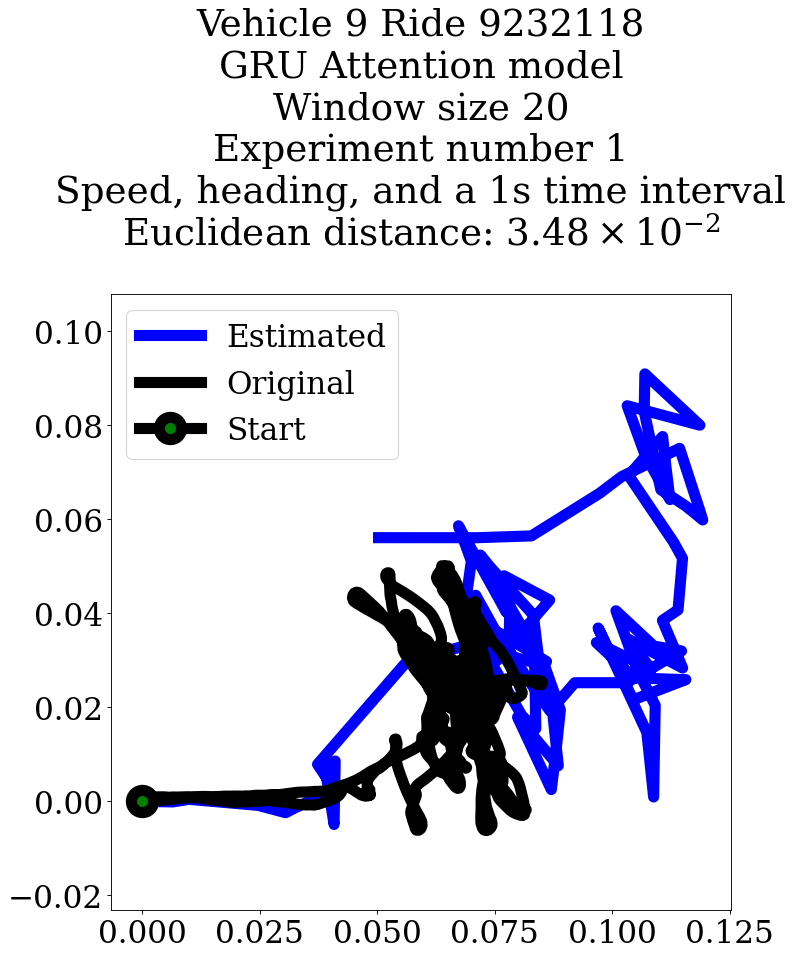 Vehicle 9 Ride 9232118
GRU Attention model
Window size 20
Experiment number 1
Speed, heading, and a 1s time interval
Euclidean distance: 3.48 × 10⁻²
Estimated
Original
Start
0.10
0.08
0.06
0.04
0.02
0.00
−0.02
0.000 0.025 0.050 0.075 0.100 0.125